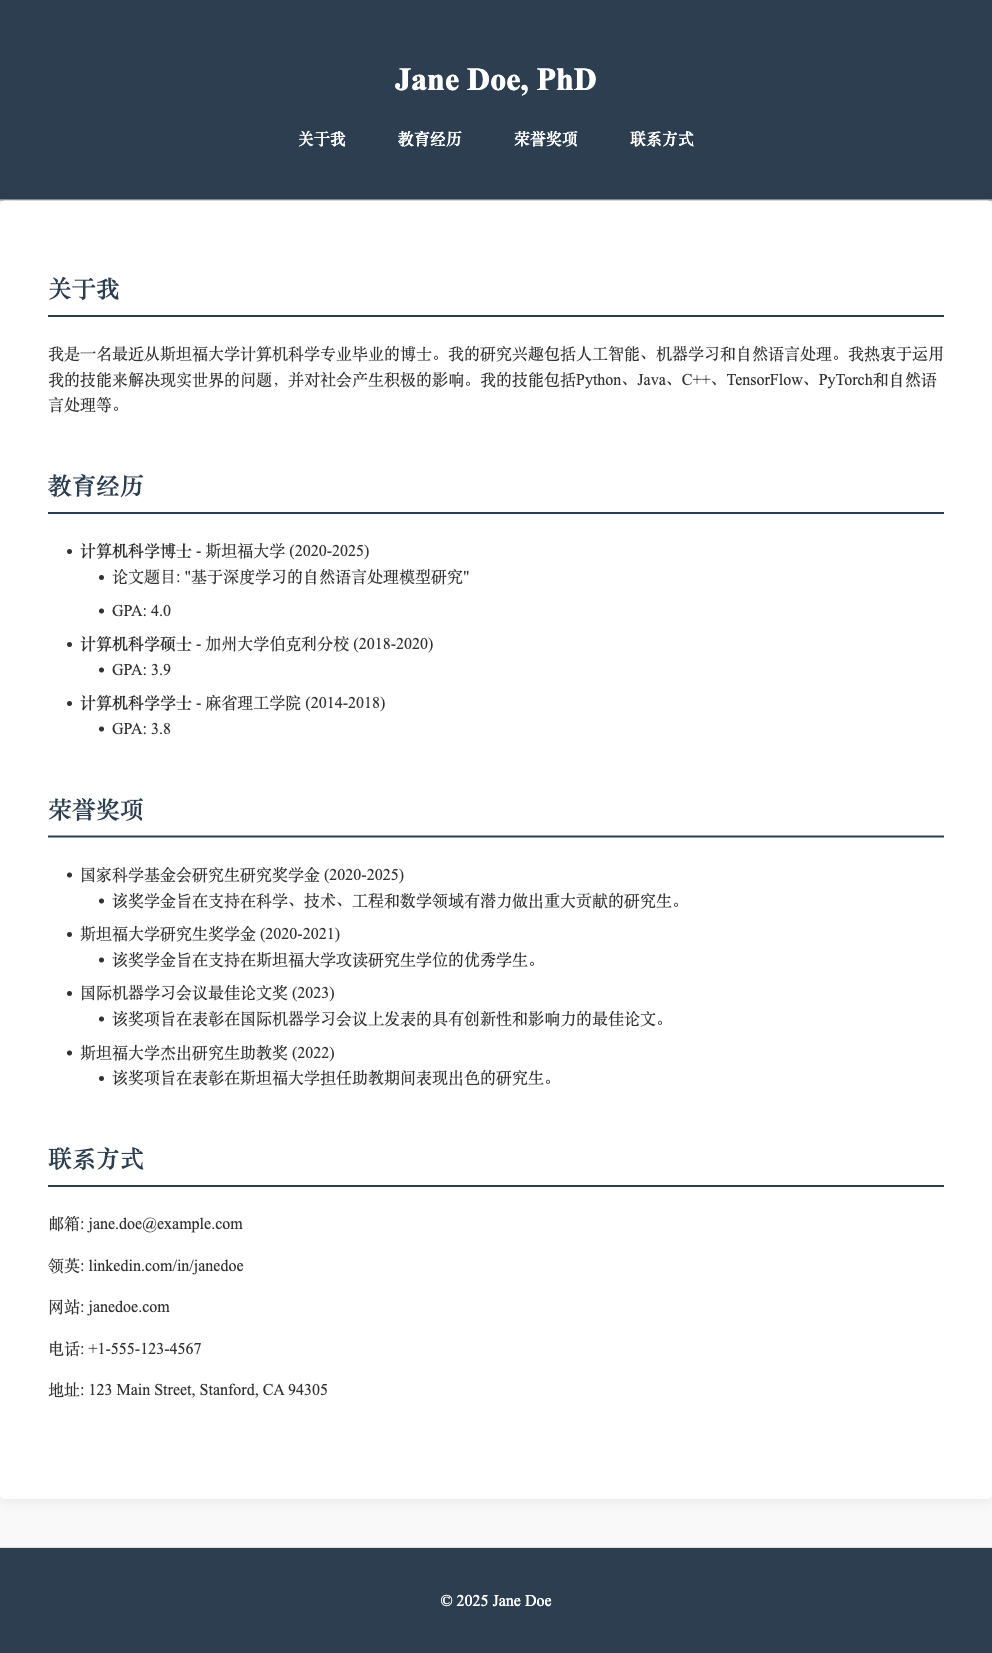 Jane Doe, PhD
关于我 教育经历 荣誉奖项 联系方式
关于我
我是一名最近从斯坦福大学计算机科学专业毕业的博士。我的研究兴趣包括人工智能、机器学习和自然语言处理。我热衷于运用
我的技能来解决现实世界的问题，并对社会产生积极的影响。我的技能包括Python、Java、C++、TensorFlow、PyTorch和自然语
言处理等。
教育经历
计算机科学博士 - 斯坦福大学 (2020-2025)
论文题目: "基于深度学习的自然语言处理模型研究"
GPA: 4.0
计算机科学硕士 - 加州大学伯克利分校 (2018-2020)
GPA: 3.9
计算机科学学士 - 麻省理工学院 (2014-2018)
GPA: 3.8
荣誉奖项
国家科学基金会研究生研究奖学金 (2020-2025)
该奖学金旨在支持在科学、技术、工程和数学领域有潜力做出重大贡献的研究生。
斯坦福大学研究生奖学金 (2020-2021)
该奖学金旨在支持在斯坦福大学攻读研究生学位的优秀学生。
国际机器学习会议最佳论文奖 (2023)
该奖项旨在表彰在国际机器学习会议上发表的具有创新性和影响力的最佳论文。
斯坦福大学杰出研究生助教奖 (2022)
该奖项旨在表彰在斯坦福大学担任助教期间表现出色的研究生。
联系方式
邮箱: jane.doe@example.com
领英: linkedin.com/in/janedoe
网站: janedoe.com
电话: +1-555-123-4567
地址: 123 Main Street, Stanford, CA 94305
© 2025 Jane Doe